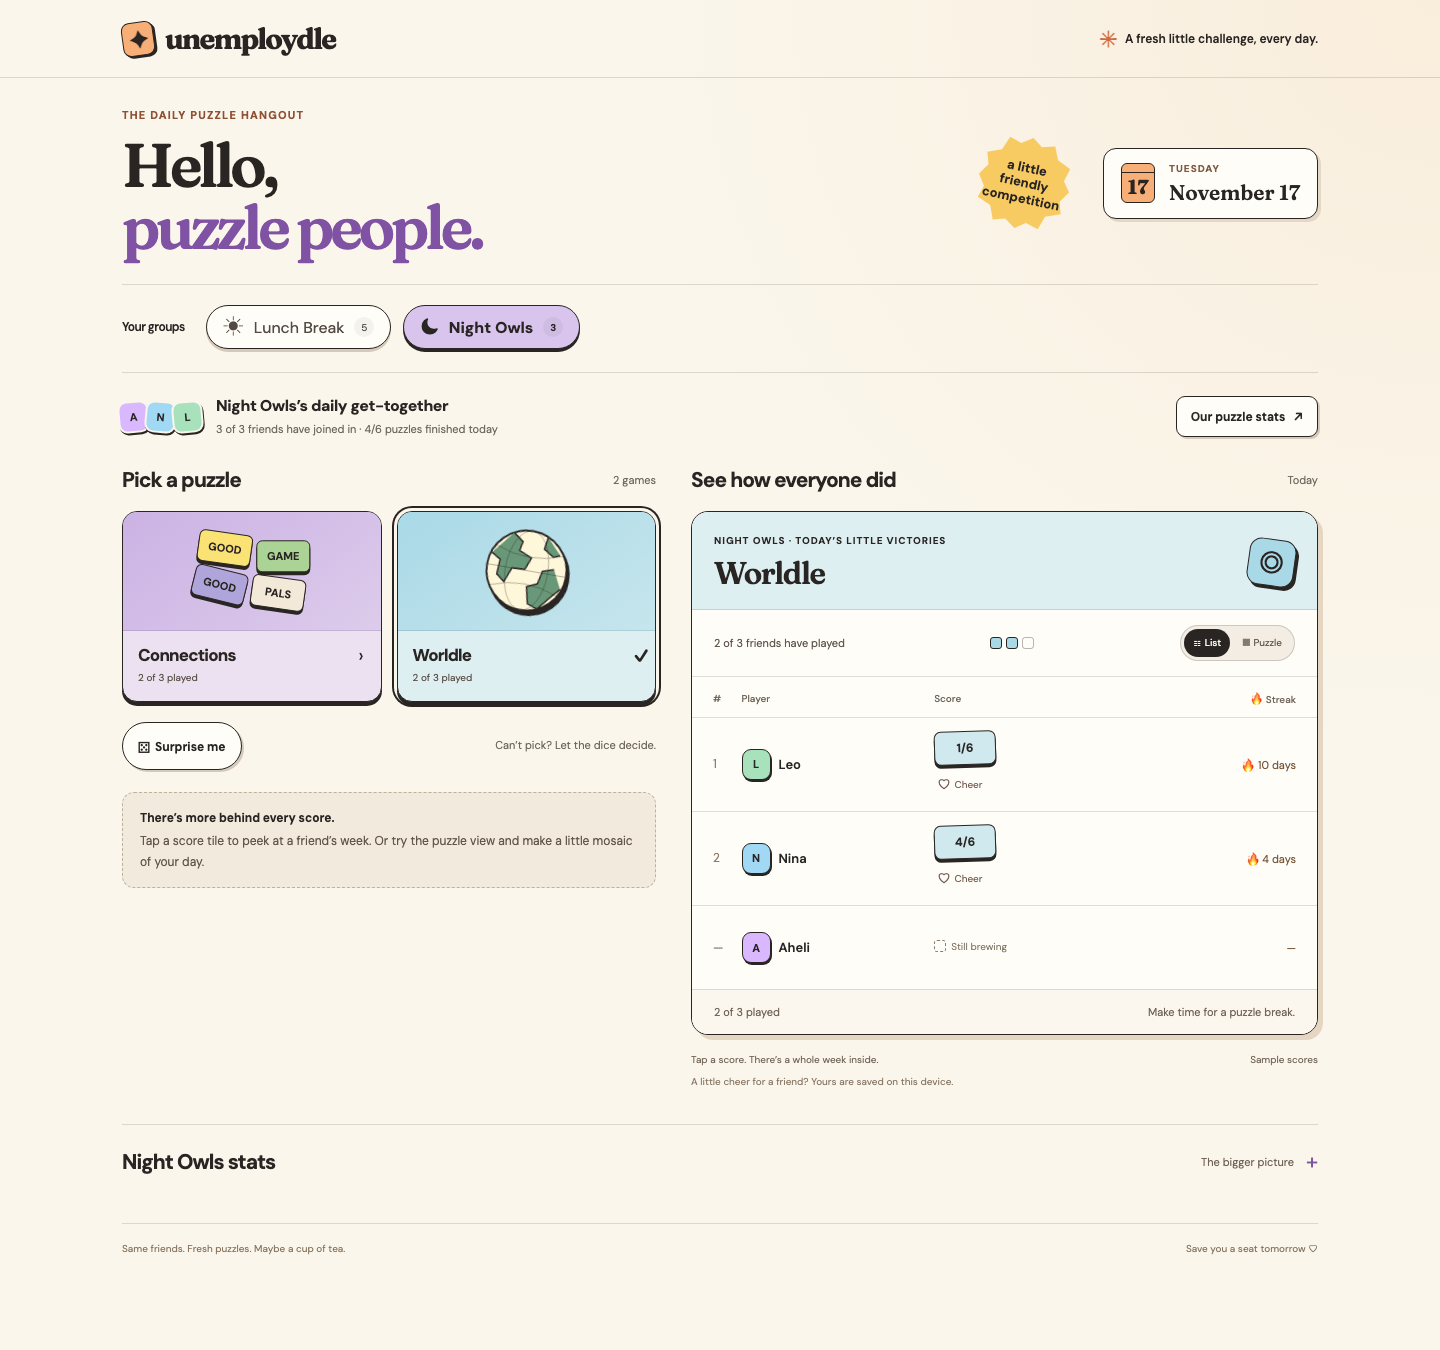 unemploydle
A fresh little challenge, every day.
THE DAILY PUZZLE HANGOUT
Hello,
puzzle people.
a little
friendly
competition
17
TUESDAY
November 17
Your groups
Lunch Break 5
Night Owls 3
A N L
Night Owls’s daily get-together
3 of 3 friends have joined in · 4/6 puzzles finished today
Our puzzle stats ↗
Pick a puzzle
2 games
GOOD
GAME
GOOD
PALS
Connections ›
2 of 3 played
Worldle ✓
2 of 3 played
Surprise me
Can’t pick? Let the dice decide.
There’s more behind every score.
Tap a score tile to peek at a friend’s week. Or try the puzzle view and make a little mosaic
of your day.
See how everyone did
Today
NIGHT OWLS · TODAY’S LITTLE VICTORIES
Worldle
2 of 3 friends have played
List
Puzzle
# Player Score 🔥 Streak
1 L Leo 1/6 🔥 10 days
♡ Cheer
2 N Nina 4/6 🔥 4 days
♡ Cheer
— A Aheli Still brewing —
2 of 3 played
Make time for a puzzle break.
Tap a score. There’s a whole week inside.
Sample scores
A little cheer for a friend? Yours are saved on this device.
Night Owls stats
The bigger picture +
Same friends. Fresh puzzles. Maybe a cup of tea.
Save you a seat tomorrow ♡